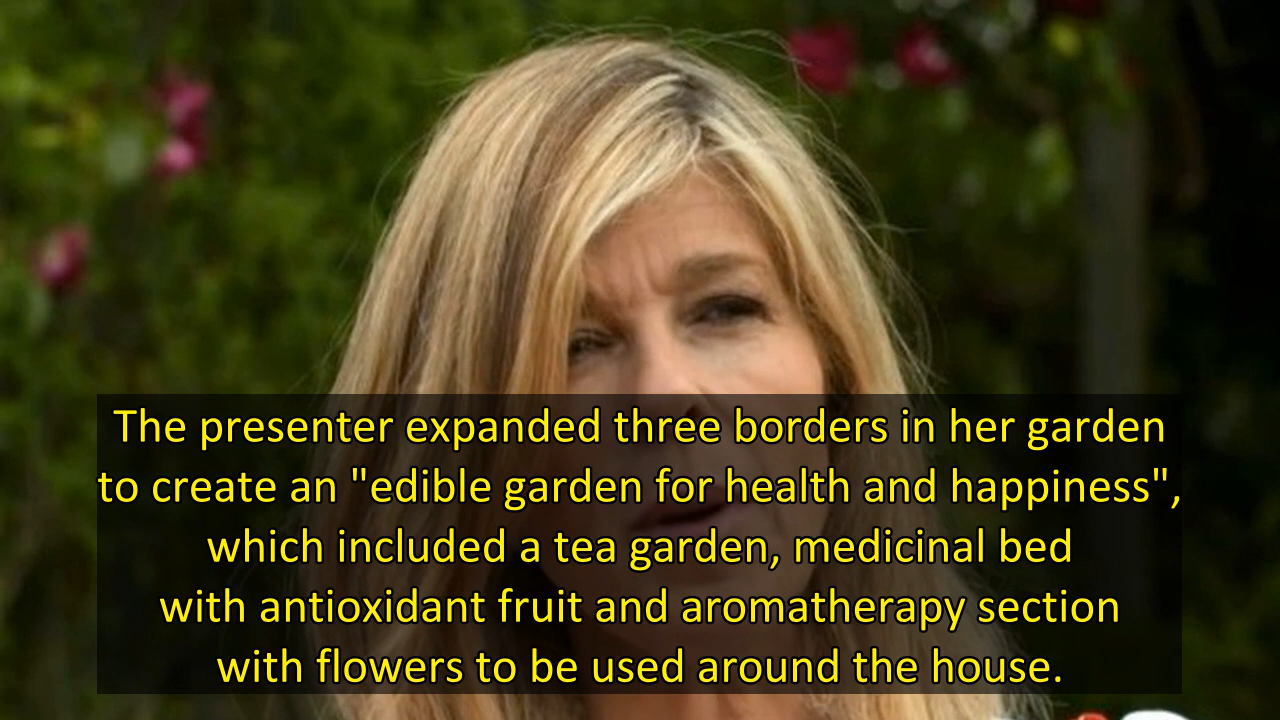 The presenter expanded three borders in her garden
to create an "edible garden for health and happiness",
which included a tea garden, medicinal bed
with antioxidant fruit and aromatherapy section
with flowers to be used around the house.